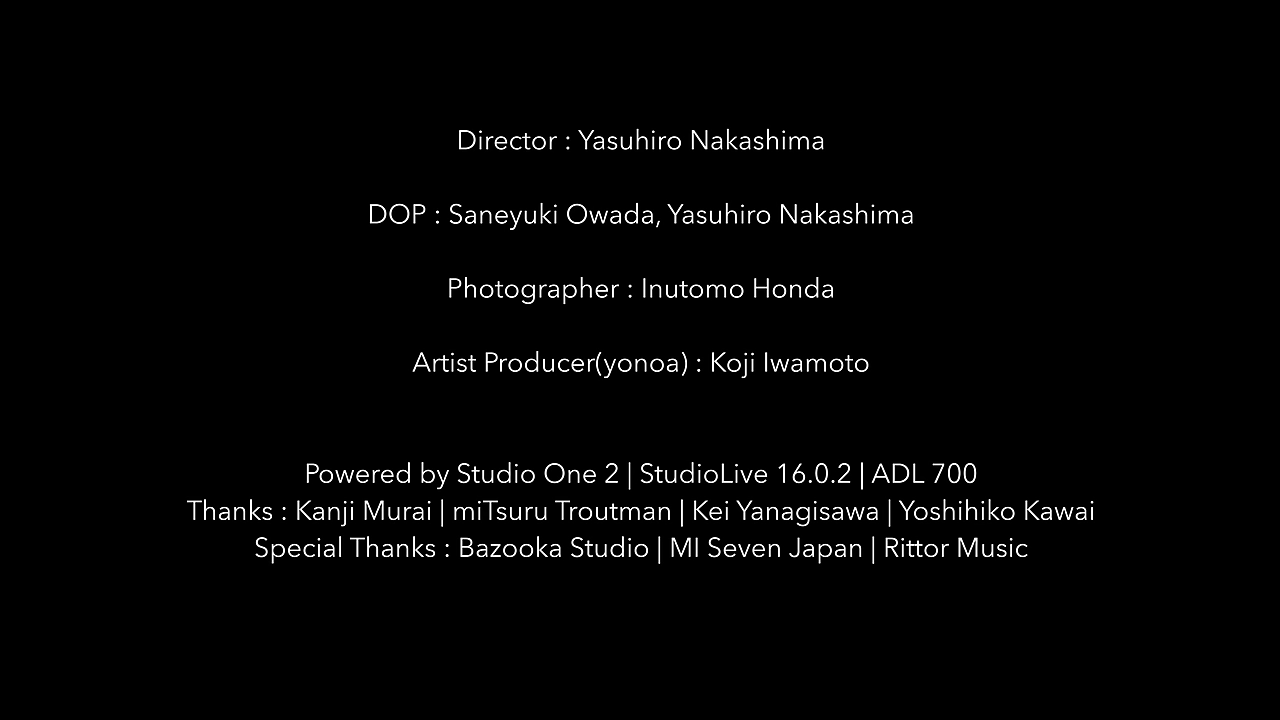 Director : Yasuhiro Nakashima
DOP : Saneyuki Owada, Yasuhiro Nakashima
Photographer : Inutomo Honda
Artist Producer(yonoa) : Koji Iwamoto
Powered by Studio One 2 | StudioLive 16.0.2 | ADL 700
Thanks : Kanji Murai | miTsuru Troutman | Kei Yanagisawa | Yoshihiko Kawai
Special Thanks : Bazooka Studio | MI Seven Japan | Rittor Music